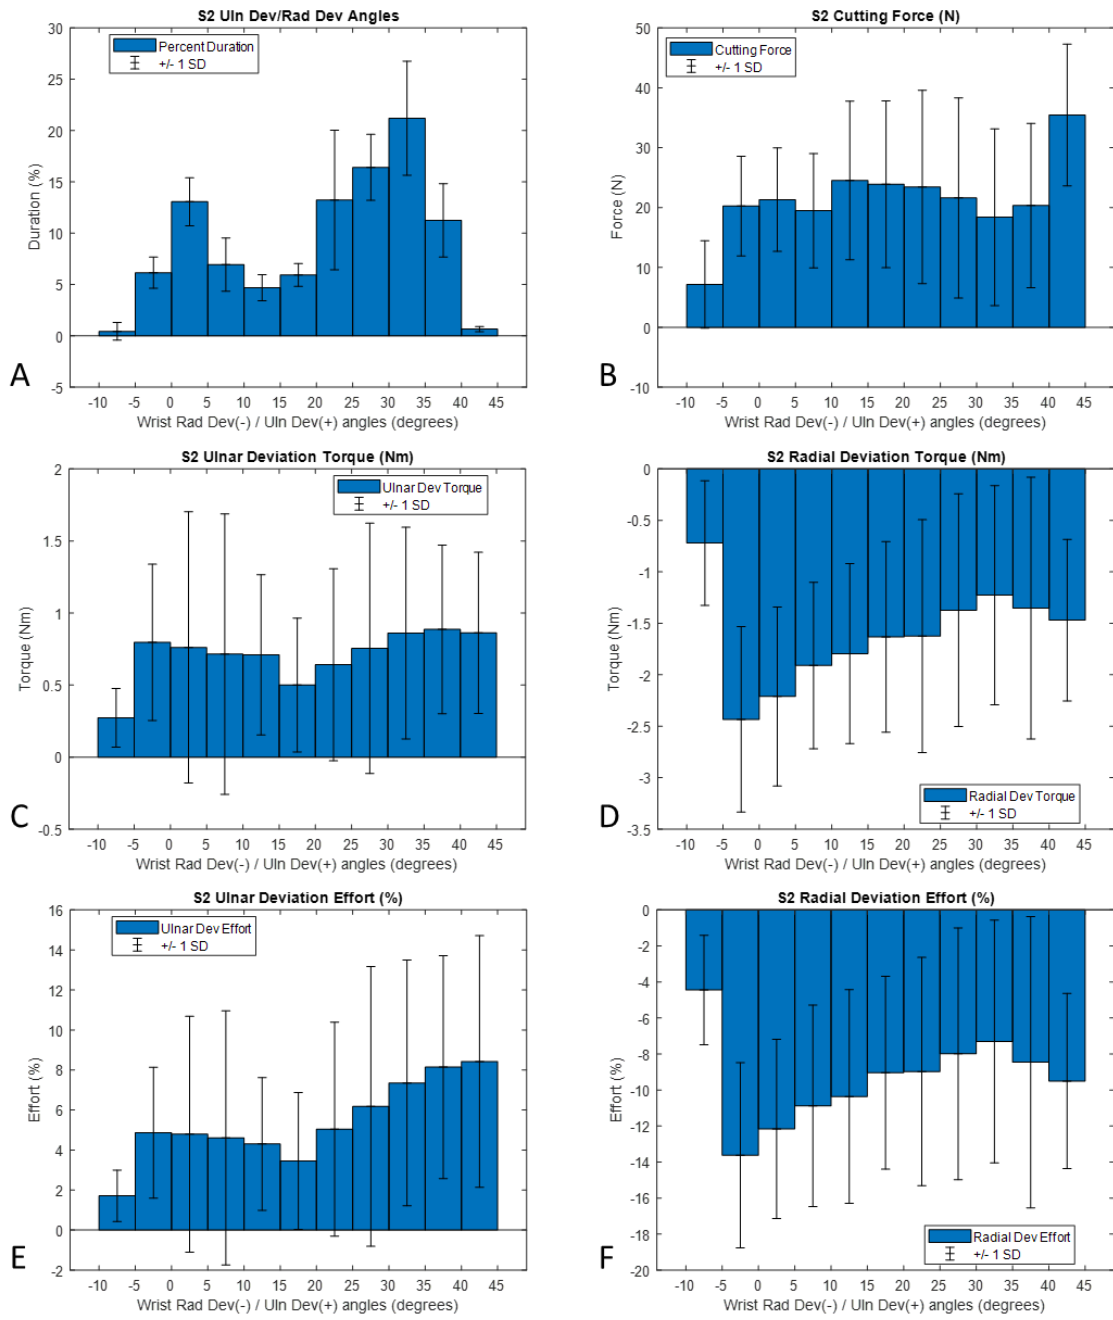 S2 Uln Dev/Rad Dev Angles
30
25
20
15
10
5
0
-5
Duration (%)
Percent Duration
+/- 1 SD
A
-10 -5 0 5 10 15 20 25 30 35 40 45
Wrist Rad Dev(-) / Uln Dev(+) angles (degrees)
S2 Cutting Force (N)
50
40
30
20
10
0
-10
Force (N)
Cutting Force
+/- 1 SD
B
-10 -5 0 5 10 15 20 25 30 35 40 45
Wrist Rad Dev(-) / Uln Dev(+) angles (degrees)
S2 Ulnar Deviation Torque (Nm)
2
1.5
1
0.5
0
-0.5
Torque (Nm)
Ulnar Dev Torque
+/- 1 SD
C
-10 -5 0 5 10 15 20 25 30 35 40 45
Wrist Rad Dev(-) / Uln Dev(+) angles (degrees)
S2 Radial Deviation Torque (Nm)
0
-0.5
-1
-1.5
-2
-2.5
-3
-3.5
Torque (Nm)
Radial Dev Torque
+/- 1 SD
D
-10 -5 0 5 10 15 20 25 30 35 40 45
Wrist Rad Dev(-) / Uln Dev(+) angles (degrees)
S2 Ulnar Deviation Effort (%)
16
14
12
10
8
6
4
2
0
-2
Effort (%)
Ulnar Dev Effort
+/- 1 SD
E
-10 -5 0 5 10 15 20 25 30 35 40 45
Wrist Rad Dev(-) / Uln Dev(+) angles (degrees)
S2 Radial Deviation Effort (%)
0
-2
-4
-6
-8
-10
-12
-14
-16
-18
-20
Effort (%)
Radial Dev Effort
+/- 1 SD
F
-10 -5 0 5 10 15 20 25 30 35 40 45
Wrist Rad Dev(-) / Uln Dev(+) angles (degrees)